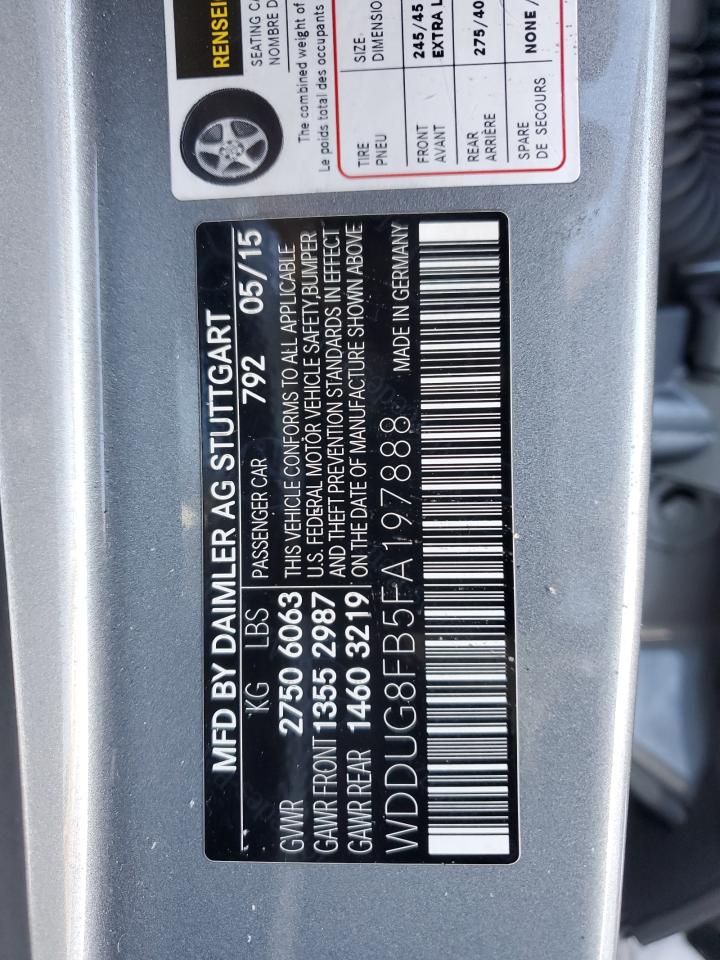 MFD BY DAIMLER AG STUTTGART
KG LBS PASSENGER CAR 792 05/15
GVWR 2750 6063 THIS VEHICLE CONFORMS TO ALL APPLICABLE
GAWR FRONT 1355 2987 U.S. FEDERAL MOTOR VEHICLE SAFETY,BUMPER
GAWR REAR 1460 3219 AND THEFT PREVENTION STANDARDS IN EFFECT
ON THE DATE OF MANUFACTURE SHOWN ABOVE
WDDUG8FB5FA197888 MADE IN GERMANY
SEATING
NOMBRE
The combined weight of
Le poids total des occupants
TIRE SIZE
PNEU
FRONT 245/45
AVANT EXTRA
REAR 275/40
ARRIÈRE
SPARE NONE /
DE SECOURS